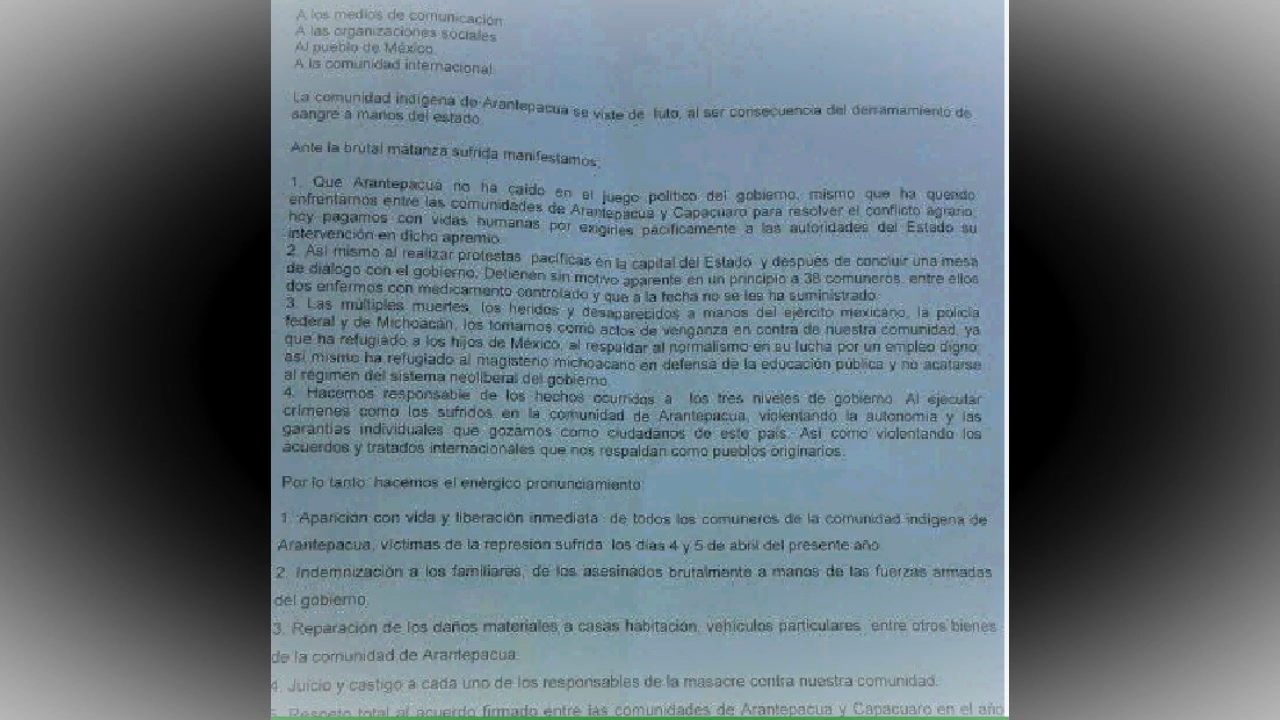 A los medios de comunicación
A las organizaciones sociales
Al pueblo de México.
A la comunidad internacional.
La comunidad indígena de Arantepacua se viste de luto, al ser consecuencia del derramamiento de
sangre a manos del estado.
Ante la brutal matanza sufrida manifestamos;
1. Que Arantepacua no ha caído en el juego político del gobierno, mismo que ha querido
enfrentarnos entre las comunidades de Arantepacua y Capacuaro para resolver el conflicto agrario;
hoy pagamos con vidas humanas por exigirles pacíficamente a las autoridades del Estado su
intervención en dicho apremio.
2. Así mismo al realizar protestas pacíficas en la capital del Estado y después de concluir una mesa
de diálogo con el gobierno; Detienen sin motivo aparente en un principio a 38 comuneros, entre ellos
dos enfermos con medicamento controlado y que a la fecha no se les ha suministrado.
3. Las múltiples muertes, los heridos y desaparecidos a manos del ejército mexicano, la policía
federal y de Michoacán, los tomamos como actos de venganza en contra de nuestra comunidad, ya
que ha refugiado a los hijos de México, al respaldar al normalismo en su lucha por un empleo digno;
así mismo ha refugiado al magisterio michoacano en defensa de la educación pública y no acatarse
al régimen del sistema neoliberal del gobierno.
4. Hacemos responsable de los hechos ocurridos a los tres niveles de gobierno. Al ejecutar
crímenes como los sufridos en la comunidad de Arantepacua, violentando la autonomía y las
garantías individuales que gozamos como ciudadanos de este país. Así como violentando los
acuerdos y tratados internacionales que nos respaldan como pueblos originarios.
Por lo tanto hacemos el enérgico pronunciamiento:
1. Aparición con vida y liberación inmediata de todos los comuneros de la comunidad indígena de
Arantepacua, víctimas de la represión sufrida los días 4 y 5 de abril del presente año.
2. Indemnización a los familiares, de los asesinados brutalmente a manos de las fuerzas armadas
del gobierno.
3. Reparación de los daños materiales a casas habitación, vehículos particulares entre otros bienes
de la comunidad de Arantepacua.
4. Juicio y castigo a cada uno de los responsables de la masacre contra nuestra comunidad.
5. Respeto total al acuerdo firmado entre las comunidades de Arantepacua y Capacuaro en el año